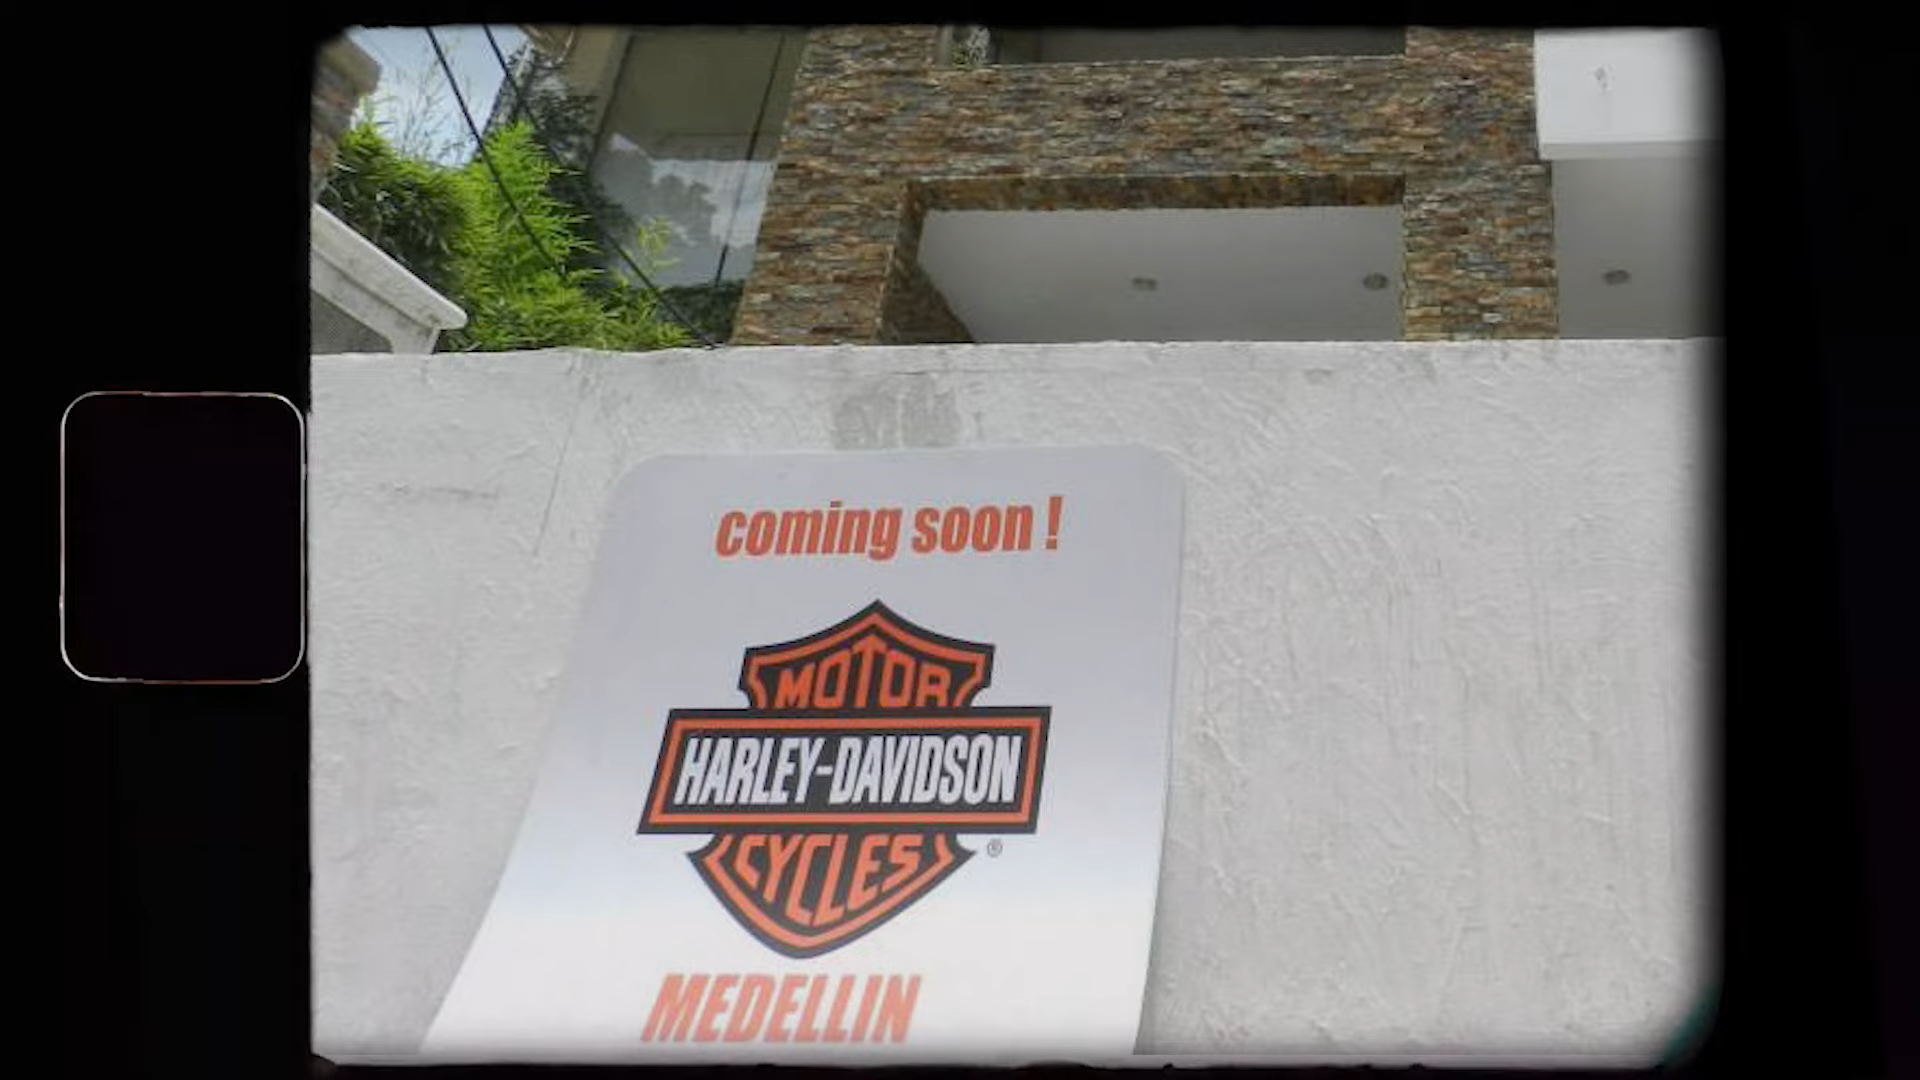 coming soon !
MOTOR
HARLEY-DAVIDSON
CYCLES
®
MEDELLIN